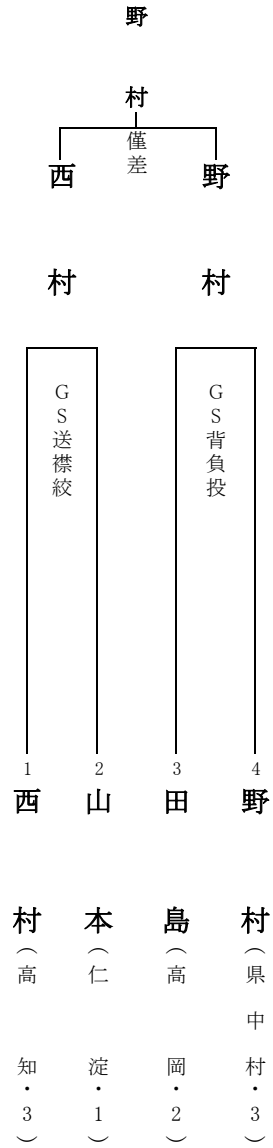 野村
僅差
西村
野村
GS送襟絞
GS背負投
1
西村(高知・3)
2
山本(仁淀・1)
3
田島(高岡・2)
4
野村(県中村・3)